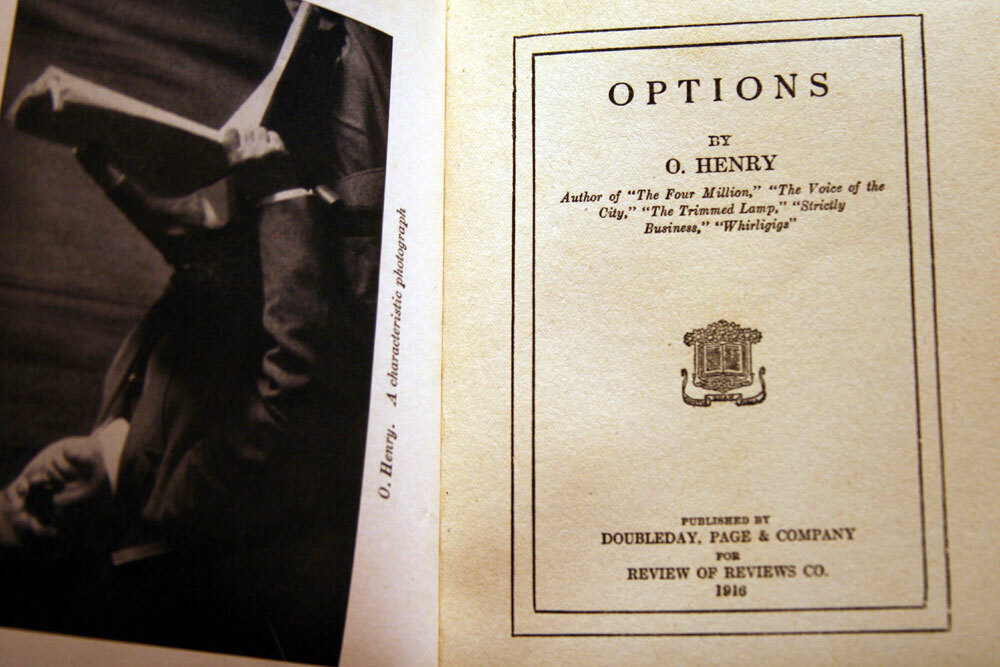 O. Henry. A characteristic photograph
OPTIONS
BY
O. HENRY
Author of "The Four Million," "The Voice of the
City," "The Trimmed Lamp," "Strictly
Business," "Whirligigs"
PUBLISHED BY
DOUBLEDAY, PAGE & COMPANY
FOR
REVIEW OF REVIEWS CO.
1916